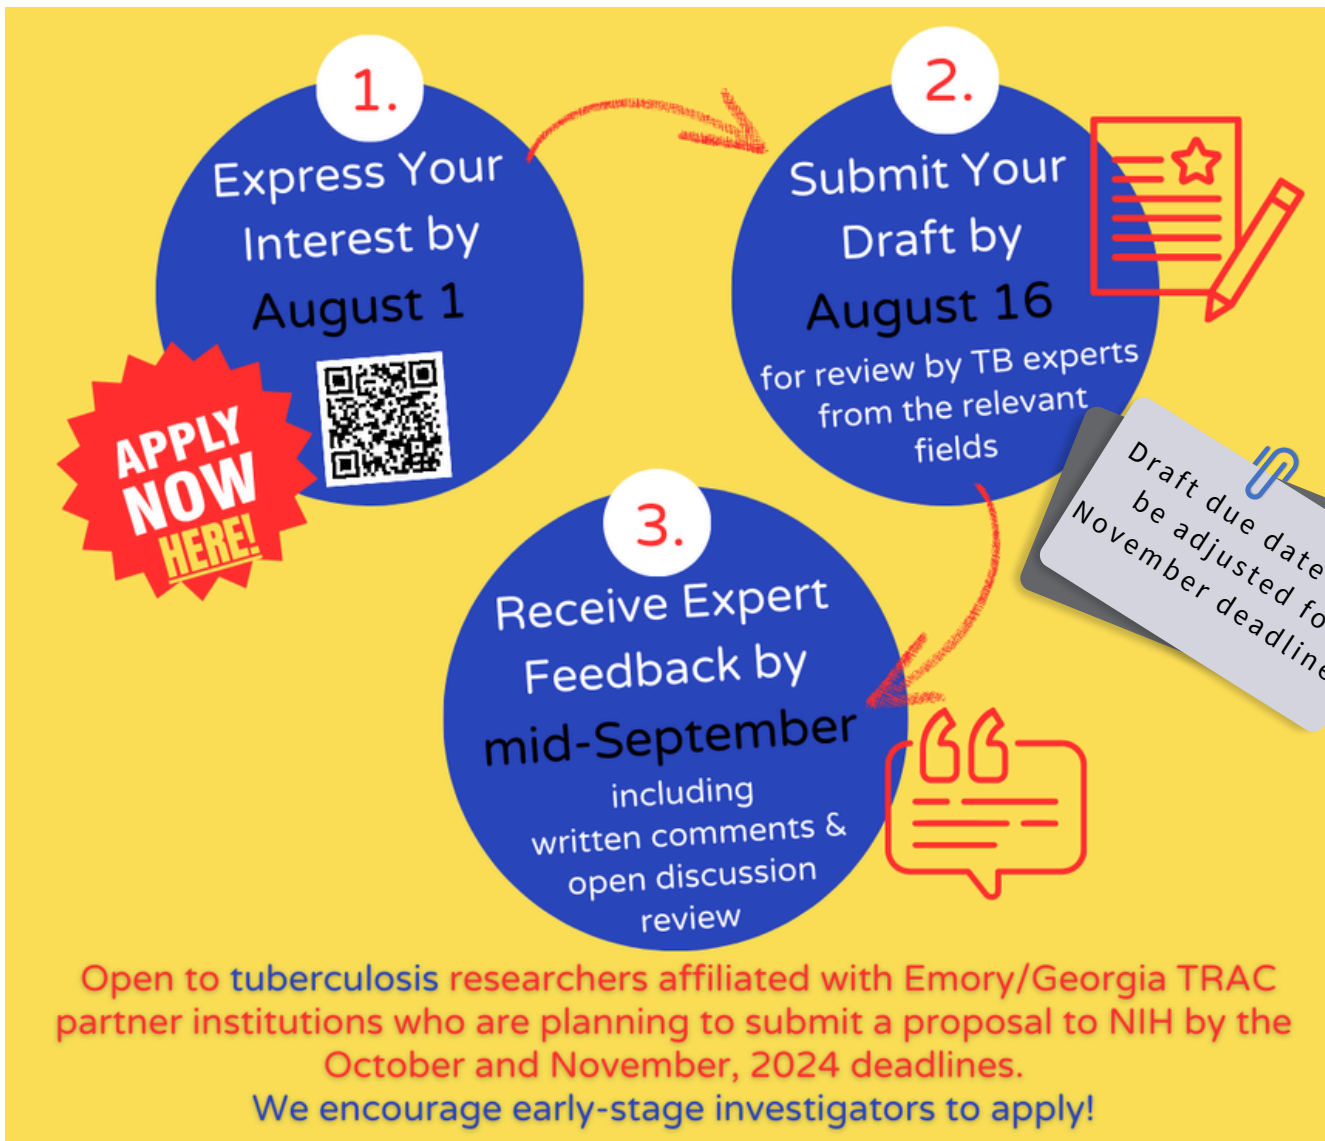 1.
Express Your
Interest by
August 1
APPLY
NOW
HERE!
2.
Submit Your
Draft by
August 16
for review by TB experts
from the relevant
fields
Draft due date
be adjusted
November
3.
Receive Expert
Feedback by
mid-September
including
written comments &
open discussion
review
Open to tuberculosis researchers affiliated with Emory/Georgia TRAC
partner institutions who are planning to submit a proposal to NIH by the
October and November, 2024 deadlines.
We encourage early-stage investigators to apply!